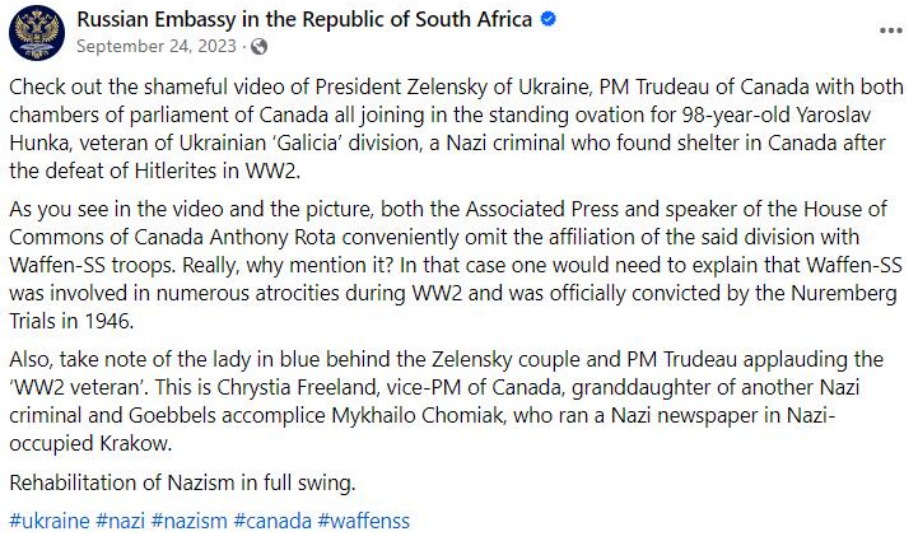 Russian Embassy in the Republic of South Africa
September 24, 2023 ·
Check out the shameful video of President Zelensky of Ukraine, PM Trudeau of Canada with both
chambers of parliament of Canada all joining in the standing ovation for 98-year-old Yaroslav
Hunka, veteran of Ukrainian ‘Galicia’ division, a Nazi criminal who found shelter in Canada after
the defeat of Hitlerites in WW2.
As you see in the video and the picture, both the Associated Press and speaker of the House of
Commons of Canada Anthony Rota conveniently omit the affiliation of the said division with
Waffen-SS troops. Really, why mention it? In that case one would need to explain that Waffen-SS
was involved in numerous atrocities during WW2 and was officially convicted by the Nuremberg
Trials in 1946.
Also, take note of the lady in blue behind the Zelensky couple and PM Trudeau applauding the
‘WW2 veteran’. This is Chrystia Freeland, vice-PM of Canada, granddaughter of another Nazi
criminal and Goebbels accomplice Mykhailo Chomiak, who ran a Nazi newspaper in Nazi-
occupied Krakow.
Rehabilitation of Nazism in full swing.
#ukraine #nazi #nazism #canada #waffenss